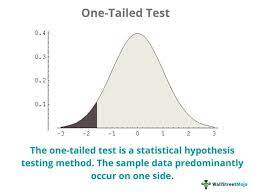 One-Tailed Test
0.4
0.3
0.2
0.1
-3 -2 -1 0 1 2 3
The one-tailed test is a statistical hypothesis
testing method. The sample data predominantly
occur on one side.
WallStreetMojo